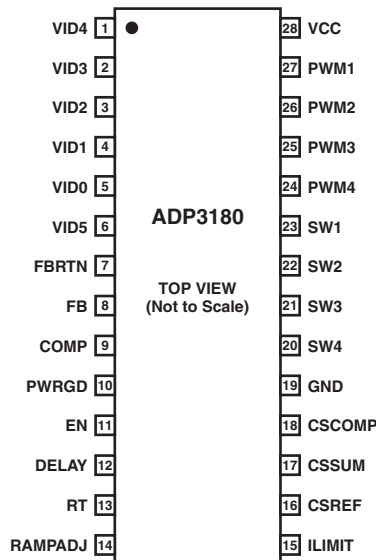 VID4 1 28 VCC
VID3 2 27 PWM1
VID2 3 26 PWM2
VID1 4 25 PWM3
VID0 5 24 PWM4
VID5 6 ADP3180 23 SW1
FBRTN 7 22 SW2
FB 8 TOP VIEW 21 SW3
(Not to Scale)
COMP 9 20 SW4
PWRGD 10 19 GND
EN 11 18 CSCOMP
DELAY 12 17 CSSUM
RT 13 16 CSREF
RAMPADJ 14 15 ILIMIT